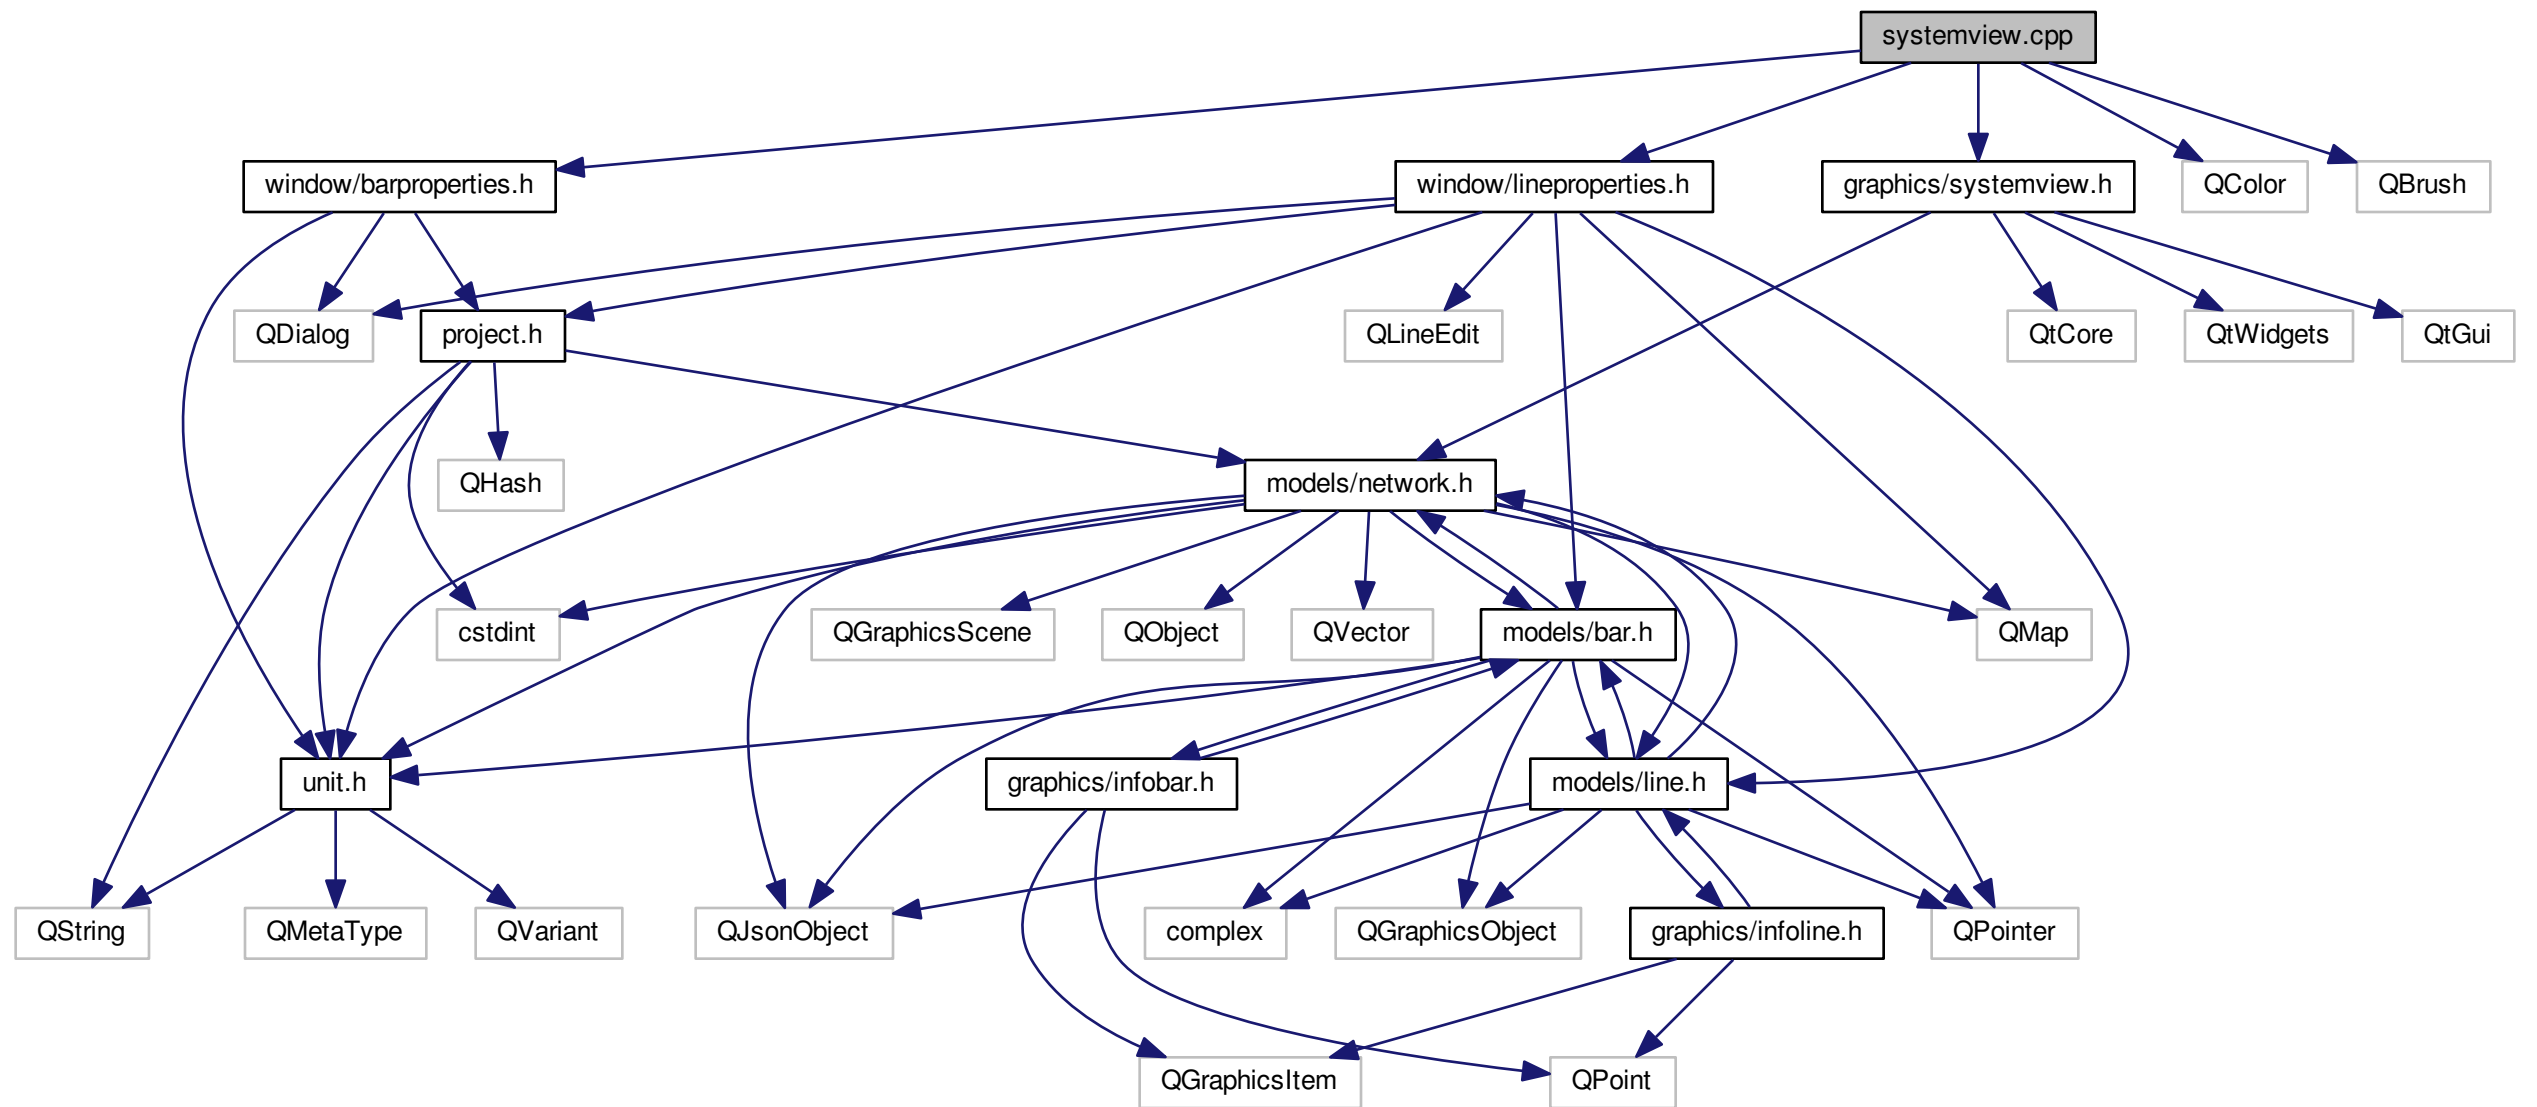 systemview.cpp
window/barproperties.h
window/lineproperties.h
graphics/systemview.h
QColor
QBrush
QDialog
project.h
QLineEdit
QtCore
QtWidgets
QtGui
QHash
models/network.h
cstdint
QGraphicsScene
QObject
QVector
models/bar.h
QMap
unit.h
graphics/infobar.h
models/line.h
QString
QMetaType
QVariant
QJsonObject
complex
QGraphicsObject
graphics/infoline.h
QPointer
QGraphicsItem
QPoint